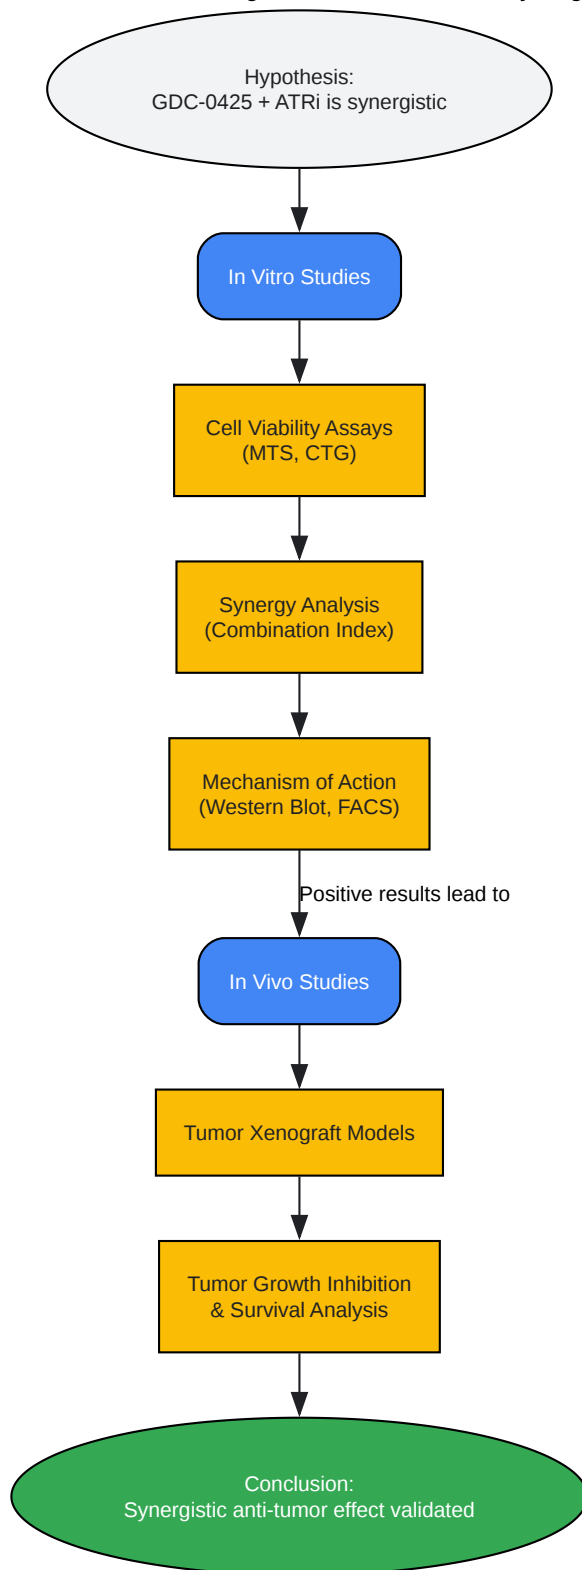 Hypothesis:
GDC-0425 + ATRi is synergistic
In Vitro Studies
Cell Viability Assays
(MTS, CTG)
Synergy Analysis
(Combination Index)
Mechanism of Action
(Western Blot, FACS)
Positive results lead to
In Vivo Studies
Tumor Xenograft Models
Tumor Growth Inhibition
& Survival Analysis
Conclusion:
Synergistic anti-tumor effect validated